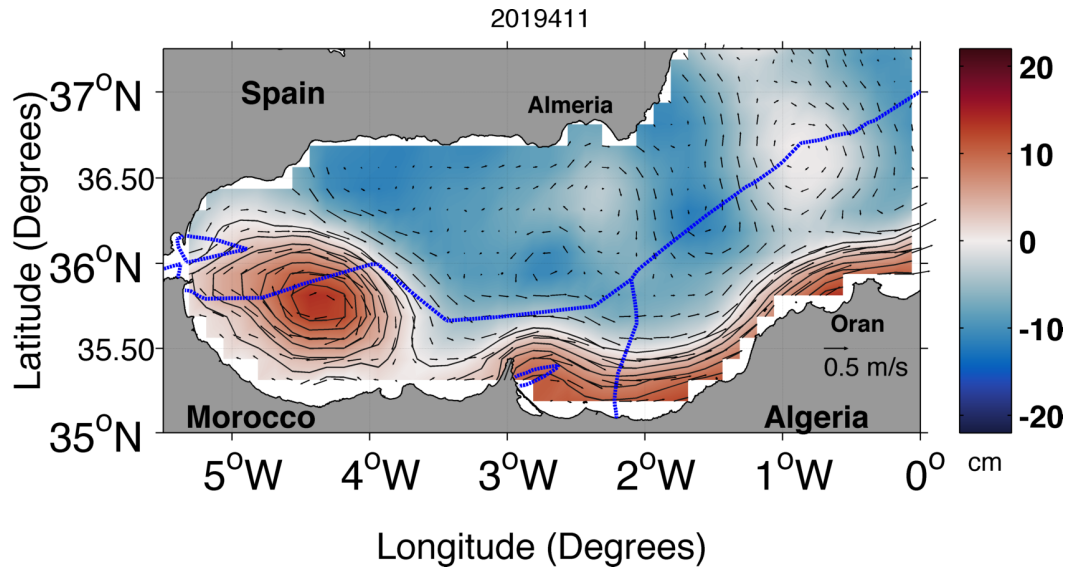 2019411
Spain
Almeria
Oran
0.5 m/s
Morocco
Algeria
37°N
36.50
36°N
35.50
35°N
Latitude (Degrees)
5°W
4°W
3°W
2°W
1°W
0°
Longitude (Degrees)
20
10
0
-10
-20
cm